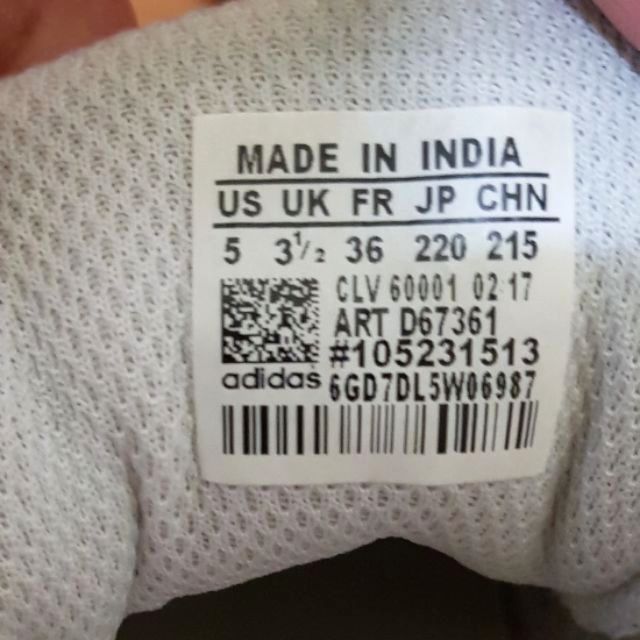 MADE IN INDIA
US UK FR JP CHN
5 3½ 36 220 215
CLV 60001 02 17
ART D67361
#105231513
adidas 6GD7DL5W06987